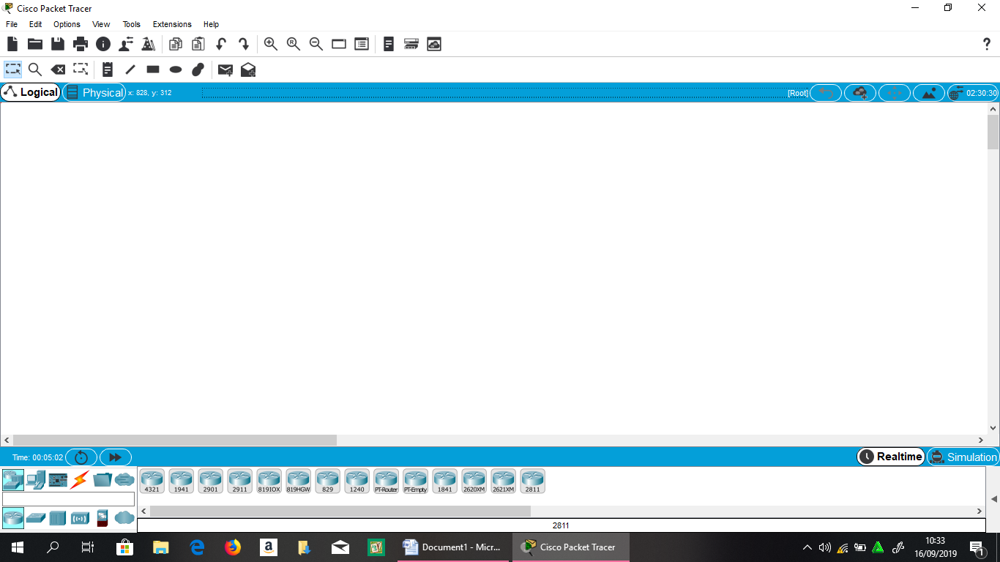 Cisco Packet Tracer
File Edit Options View Tools Extensions Help
R
?
Logical Physical x: 828, y: 312 [Root] 02:30:30
Time: 00:05:02 Realtime Simulation
4321 1941 2901 2911 819IOX 819HGW 829 1240 PT-Router PT-Empty 1841 2620XM 2621XM 2811
2811
a W Document1 - Micr... Cisco Packet Tracer 10:33
16/09/2019 1